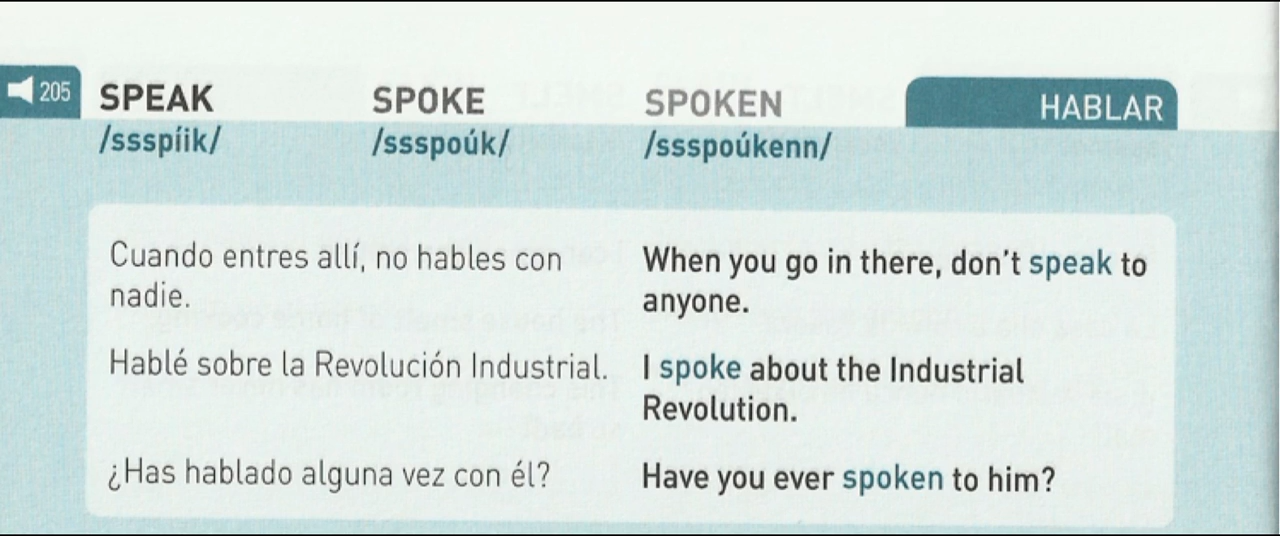 205
SPEAK SPOKE SPOKEN HABLAR
/ssspíik/ /ssspoúk/ /ssspoúkenn/
Cuando entres allí, no hables con
nadie.
When you go in there, don't speak to
anyone.
Hablé sobre la Revolución Industrial.
I spoke about the Industrial
Revolution.
¿Has hablado alguna vez con él?
Have you ever spoken to him?